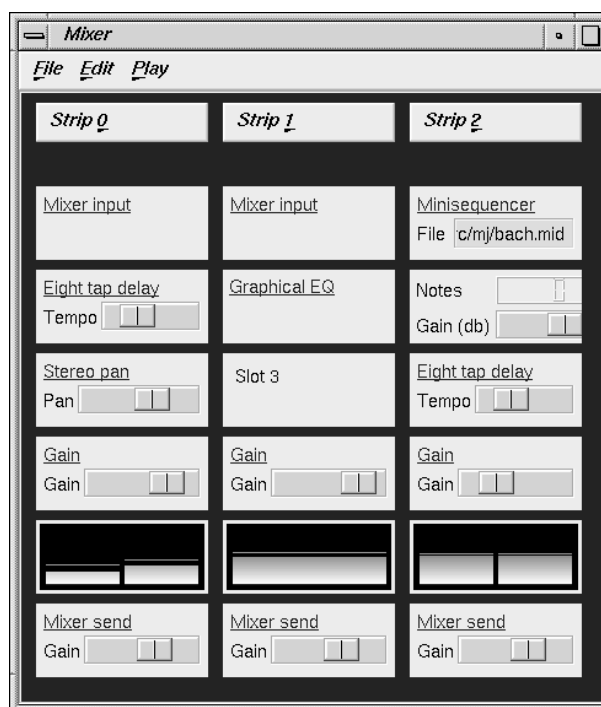 Mixer
File Edit Play
Strip 0 Strip 1 Strip 2
Mixer input Mixer input Minisequencer
File c/mj/bach.mid
Eight tap delay Graphical EQ Notes
Tempo Gain (db)
Stereo pan Slot 3 Eight tap delay
Pan Tempo
Gain Gain Gain
Gain Gain Gain
Mixer send Mixer send Mixer send
Gain Gain Gain